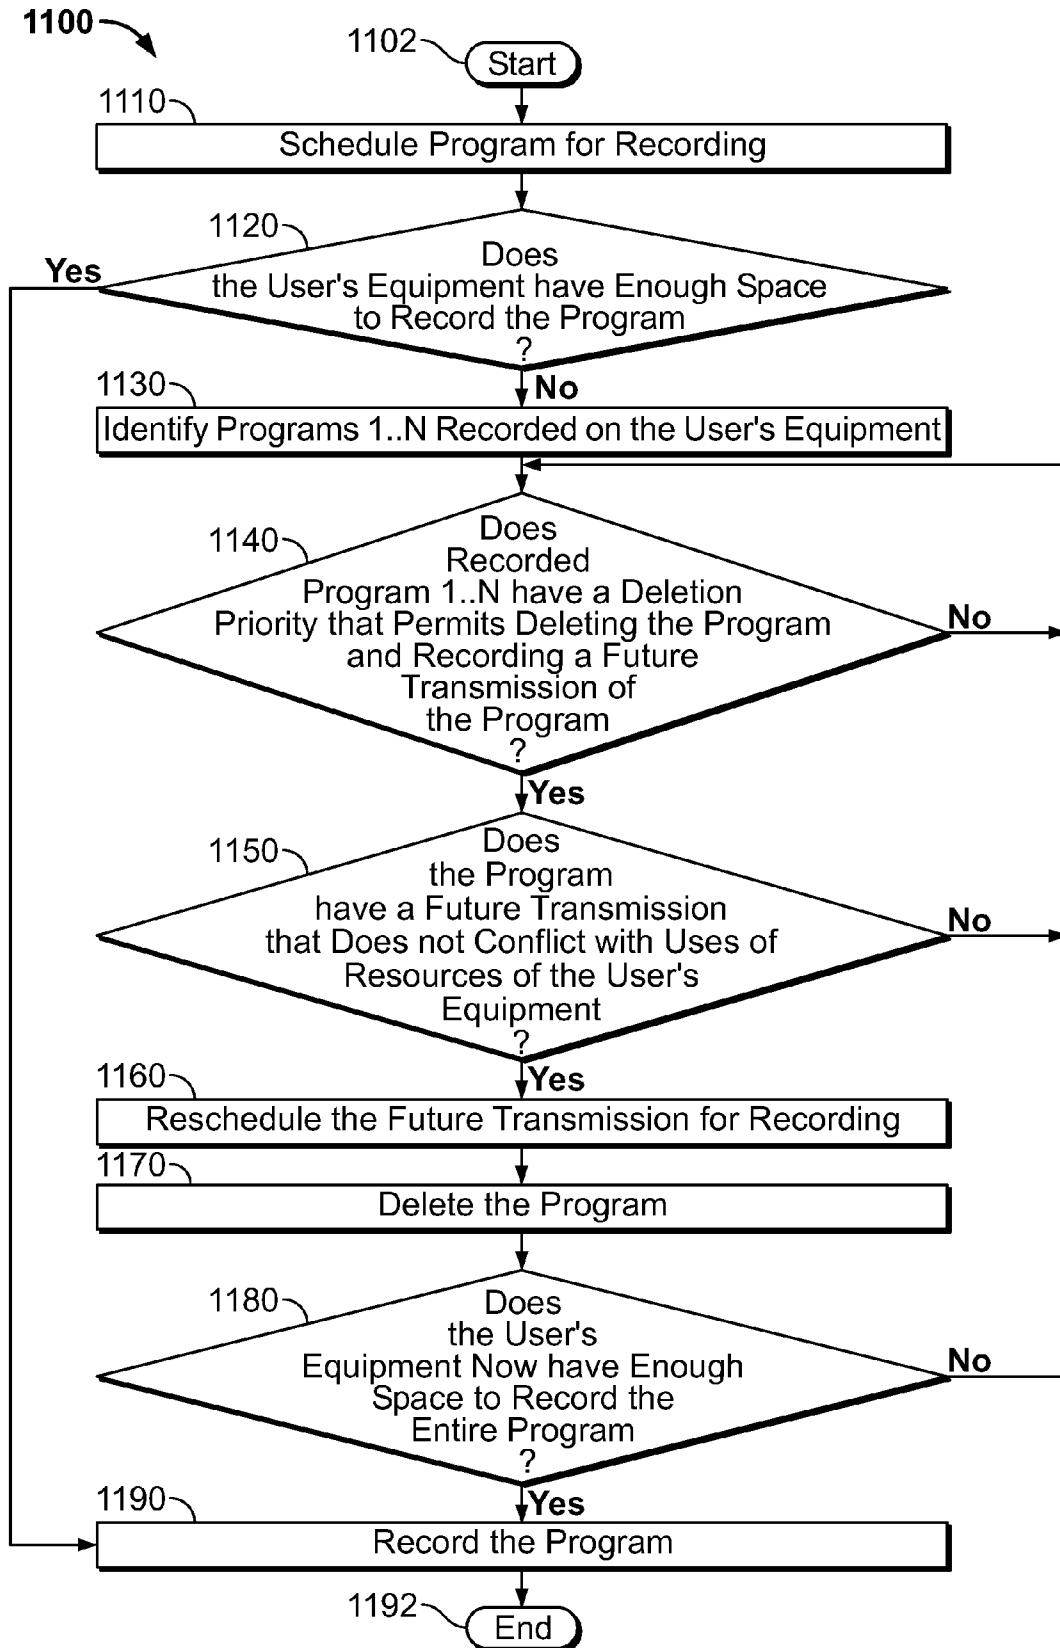 1100
1102
Start
1110
Schedule Program for Recording
1120
Yes
Does
the User's Equipment have Enough Space
to Record the Program
?
No
1130
Identify Programs 1..N Recorded on the User's Equipment
1140
Does
Recorded
Program 1..N have a Deletion
Priority that Permits Deleting the Program
and Recording a Future
Transmission of
the Program
?
No
Yes
1150
Does
the Program
have a Future Transmission
that Does not Conflict with Uses of
Resources of the User's
Equipment
?
No
Yes
1160
Reschedule the Future Transmission for Recording
1170
Delete the Program
1180
Does
the User's
Equipment Now have Enough
Space to Record the
Entire Program
?
No
Yes
1190
Record the Program
1192
End